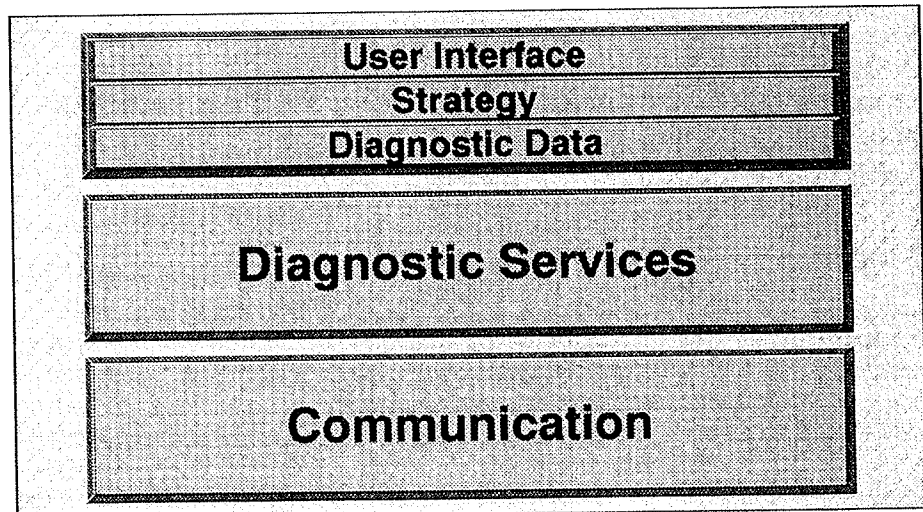 User Interface
Strategy
Diagnostic Data
Diagnostic Services
Communication